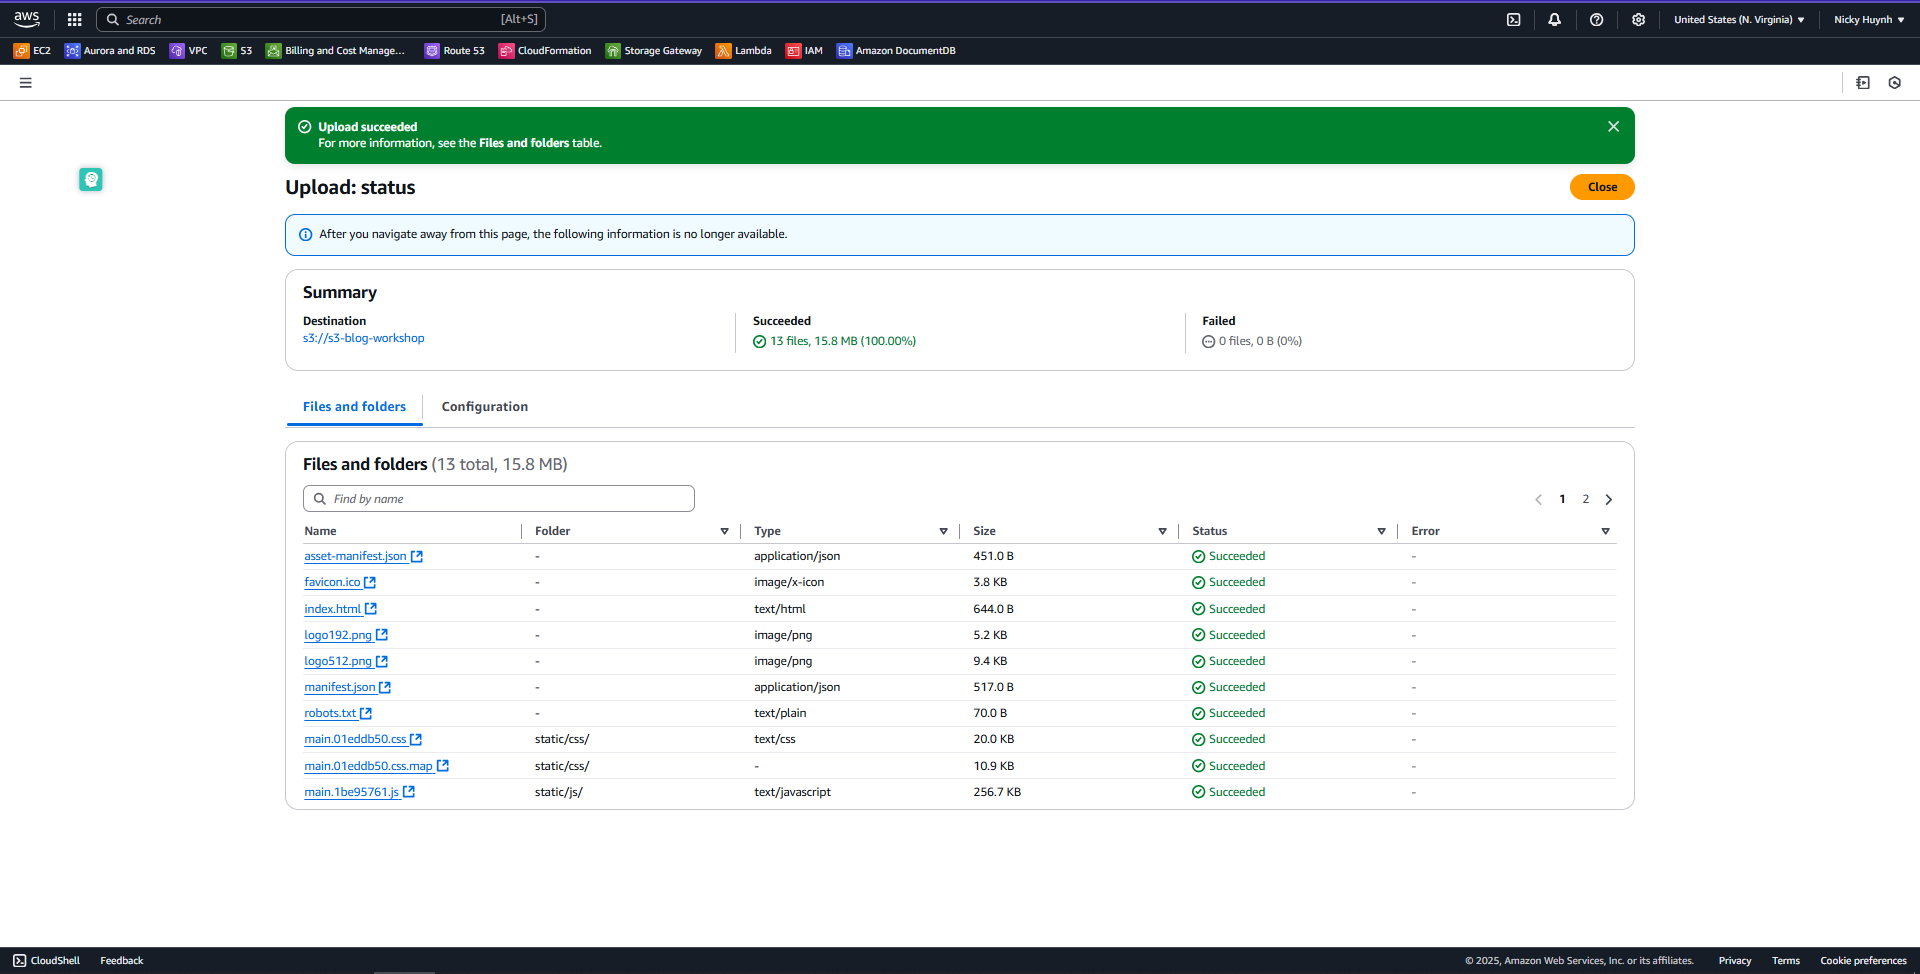 aws
Search [Alt+S]
United States (N. Virginia)
Nicky Huynh
EC2 Aurora and RDS VPC S3 Billing and Cost Manage... Route 53 CloudFormation Storage Gateway Lambda IAM Amazon DocumentDB
Upload succeeded
For more information, see the Files and folders table.
Upload: status
Close
After you navigate away from this page, the following information is no longer available.
Summary
Destination Succeeded Failed
s3://s3-blog-workshop 13 files, 15.8 MB (100.00%) 0 files, 0 B (0%)
Files and folders Configuration
Files and folders (13 total, 15.8 MB)
Find by name
1 2
Name Folder Type Size Status Error
asset-manifest.json - application/json 451.0 B Succeeded -
favicon.ico - image/x-icon 3.8 KB Succeeded -
index.html - text/html 644.0 B Succeeded -
logo192.png - image/png 5.2 KB Succeeded -
logo512.png - image/png 9.4 KB Succeeded -
manifest.json - application/json 517.0 B Succeeded -
robots.txt - text/plain 70.0 B Succeeded -
main.01eddb50.css static/css/ text/css 20.0 KB Succeeded -
main.01eddb50.css.map static/css/ - 10.9 KB Succeeded -
main.1be95761.js static/js/ text/javascript 256.7 KB Succeeded -
CloudShell Feedback © 2025, Amazon Web Services, Inc. or its affiliates. Privacy Terms Cookie preferences